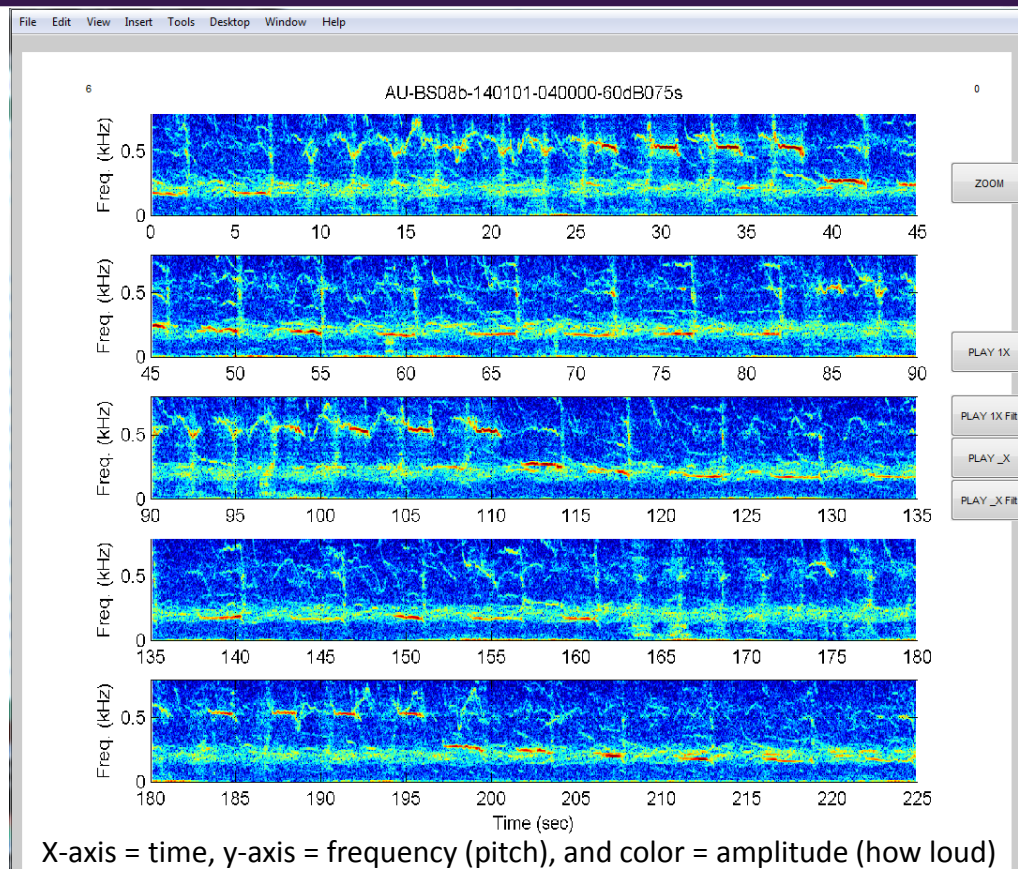 File Edit View Insert Tools Desktop Window Help
6
AU-BS08b-140101-040000-60dB075s
0
Freq. (kHz)
0.5
0
0 5 10 15 20 25 30 35 40 45
ZOOM
Freq. (kHz)
0.5
0
45 50 55 60 65 70 75 80 85 90
PLAY 1X
Freq. (kHz)
0.5
0
90 95 100 105 110 115 120 125 130 135
PLAY 1X Filt
PLAY _X
PLAY _X Filt
Freq. (kHz)
0.5
0
135 140 145 150 155 160 165 170 175 180
Freq. (kHz)
0.5
0
180 185 190 195 200 205 210 215 220 225
Time (sec)
X-axis = time, y-axis = frequency (pitch), and color = amplitude (how loud)